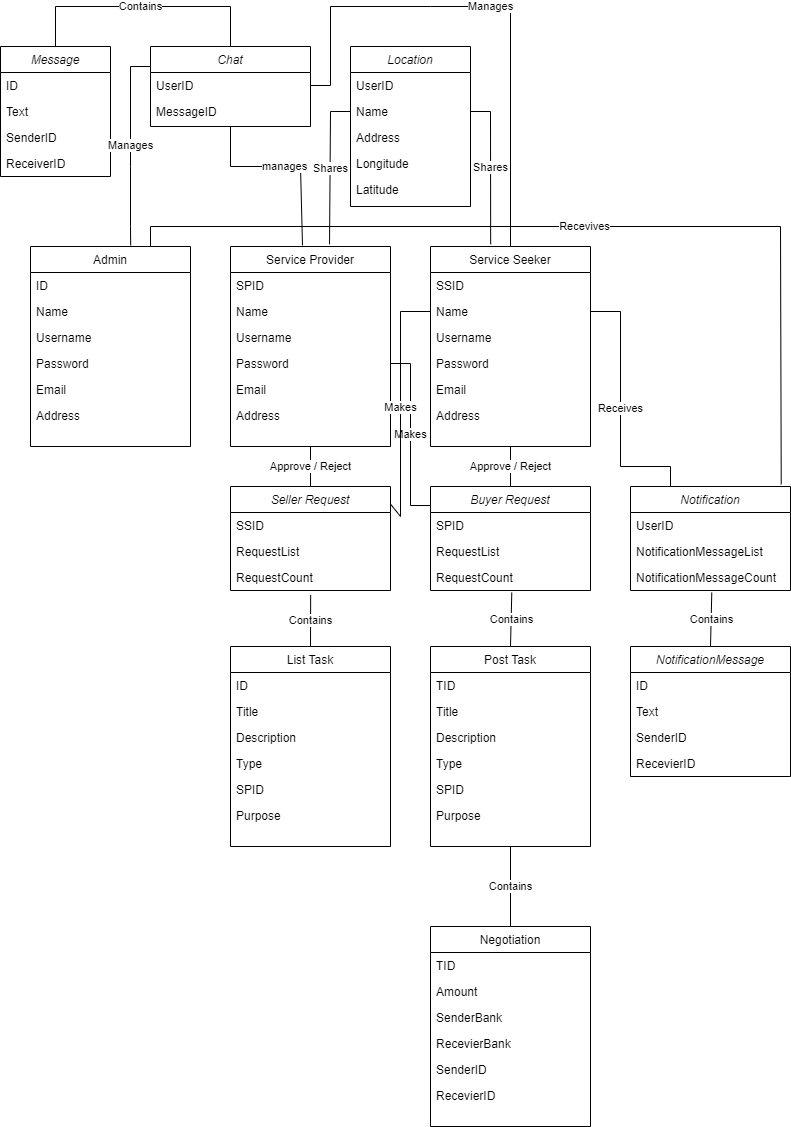 Contains
Manages
Message
ID
Text
SenderID
ReceiverID
Chat
UserID
MessageID
Location
UserID
Name
Address
Longitude
Latitude
Manages
manages
Shares
Shares
Recevives
Admin
ID
Name
Username
Password
Email
Address
Service Provider
SPID
Name
Username
Password
Email
Address
Service Seeker
SSID
Name
Username
Password
Email
Address
Makes
Makes
Receives
Approve / Reject
Approve / Reject
Seller Request
SSID
RequestList
RequestCount
Buyer Request
SPID
RequestList
RequestCount
Notification
UserID
NotificationMessageList
NotificationMessageCount
Contains
Contains
Contains
List Task
ID
Title
Description
Type
SPID
Purpose
Post Task
TID
Title
Description
Type
SPID
Purpose
NotificationMessage
ID
Text
SenderID
RecevierID
Contains
Negotiation
TID
Amount
SenderBank
RecevierBank
SenderID
RecevierID